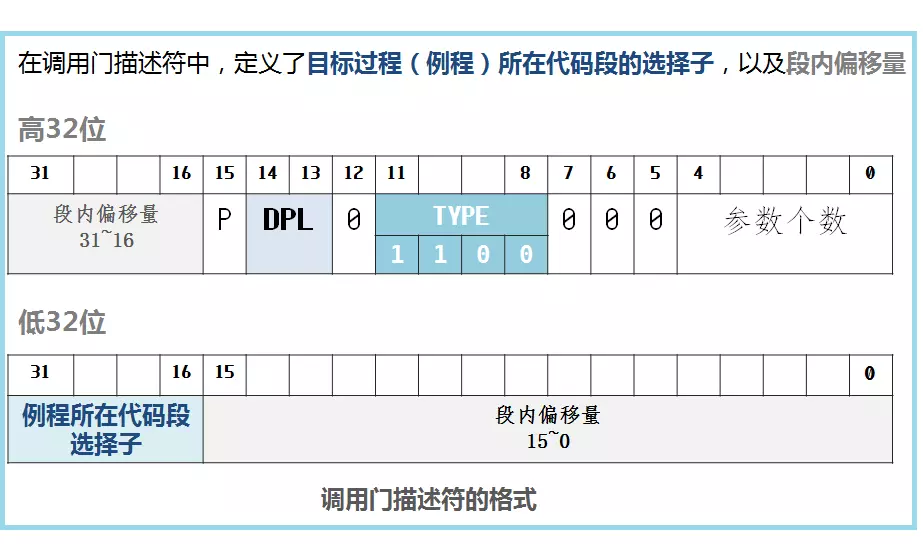 在调用门描述符中，定义了目标过程（例程）所在代码段的选择子，以及段内偏移量
高32位
31 16 15 14 13 12 11 8 7 6 5 4 0
段内偏移量
31~16
P DPL 0 TYPE 0 0 0 参数个数
1 1 0 0
低32位
31 16 15 0
例程所在代码段
选择子
段内偏移量
15~0
调用门描述符的格式